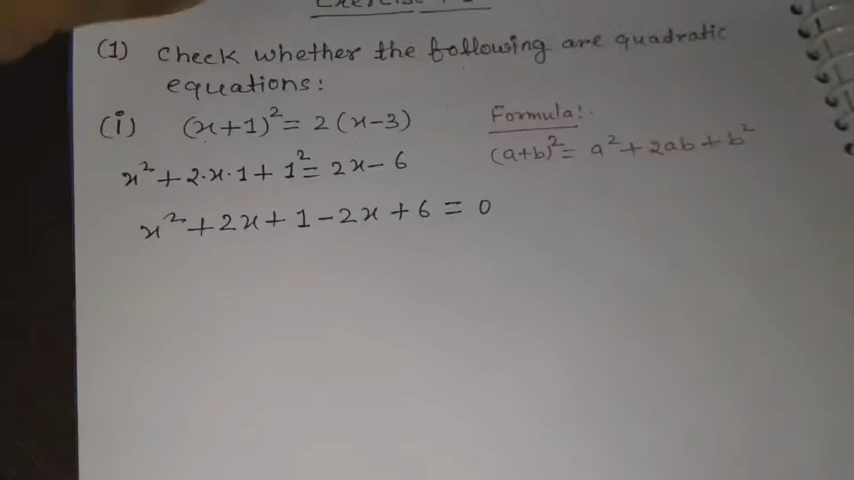 (1) Check whether the following are quadratic
equations:
(i) (x+1)² = 2(x-3)
Formula:
x² + 2·x·1 + 1² = 2x - 6
(a+b)² = a² + 2ab + b²
x² + 2x + 1 - 2x + 6 = 0